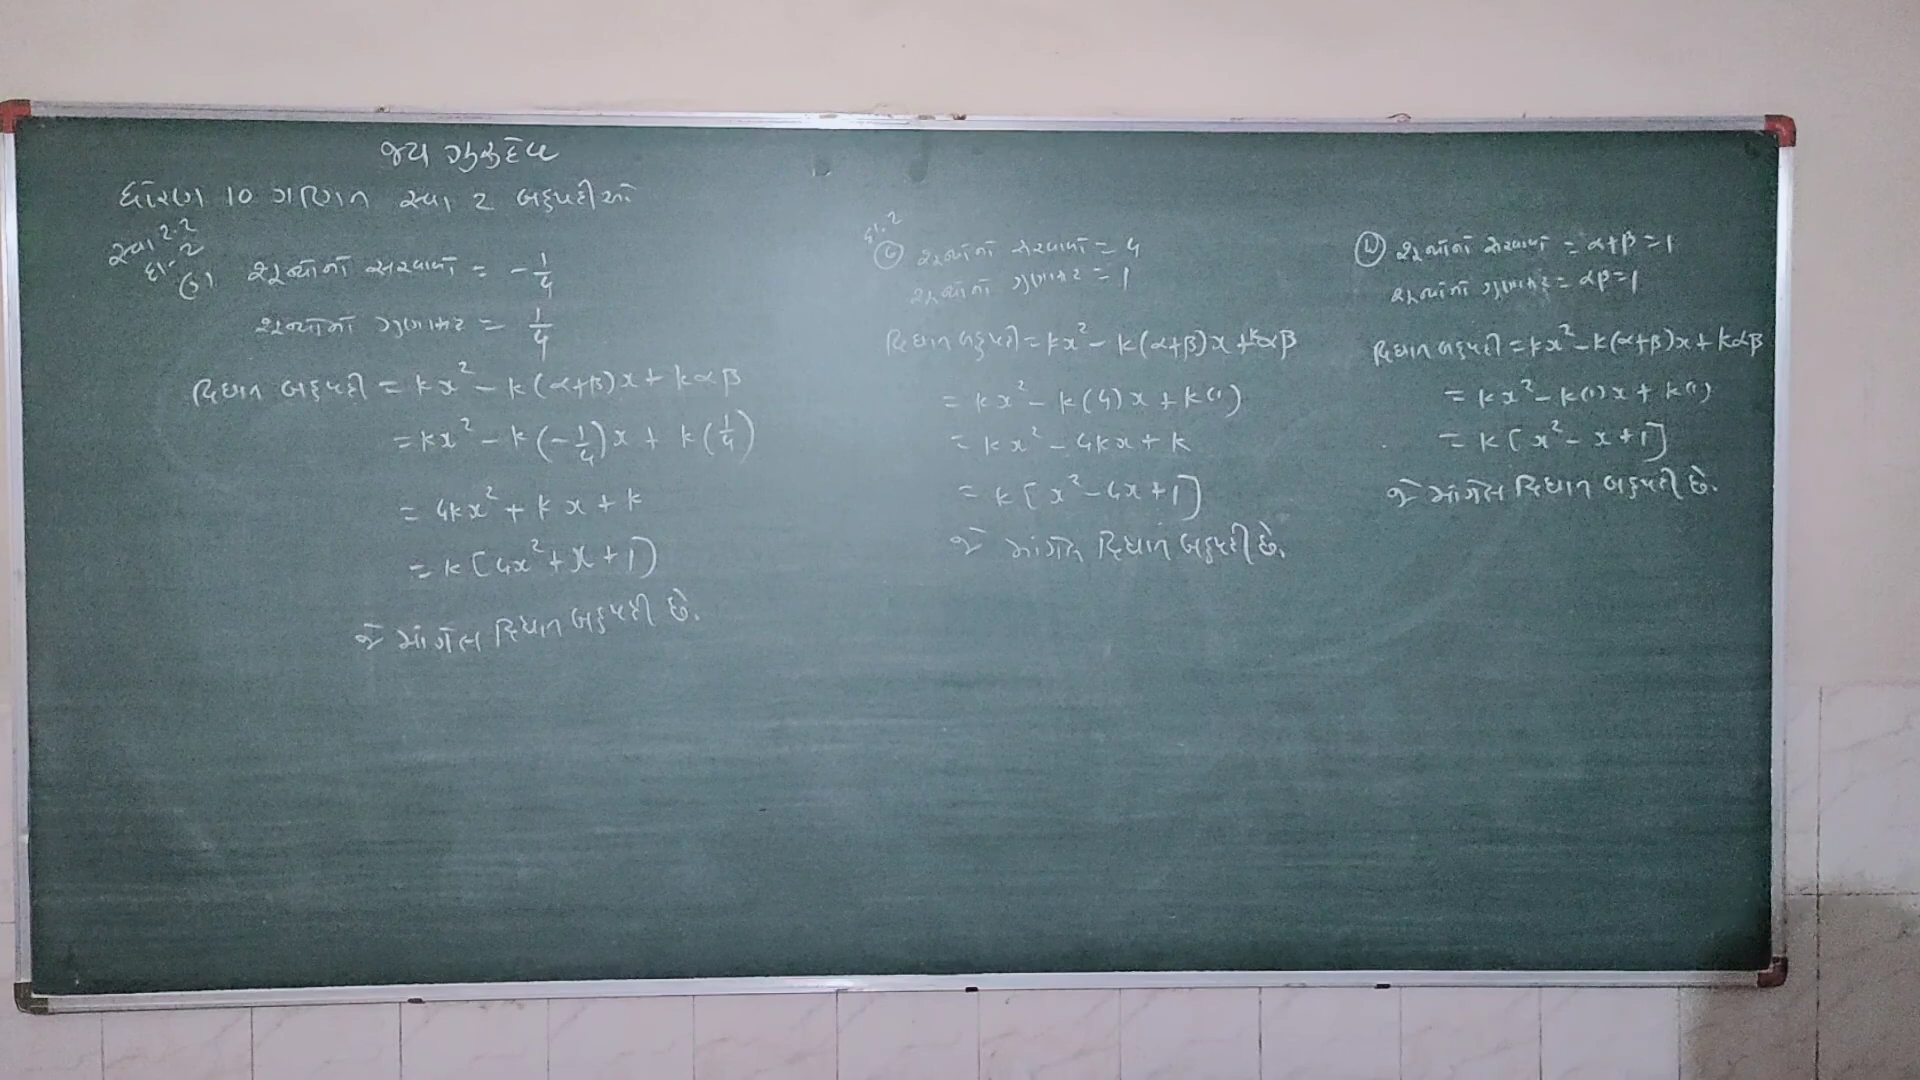 જય ગુરુદેવ
ધોરણ 10 ગણિત સ્વા 2 બહુપદીઓ
સ્વા 2.2
દા-2
(૫) શૂન્યોનો સરવાળો = - 1/4
શૂન્યોનો ગુણાકાર = 1/4
દ્વિઘાત બહુપદી = kx² - k(α+β)x + kαβ
= kx² - k(-1/4)x + k(1/4)
= 4kx² + kx + k
= k[4x² + x + 1]
જે માંગેલ દ્વિઘાત બહુપદી છે.
દા.2
શૂન્યોનો સરવાળો = 4
શૂન્યોનો ગુણાકાર = 1
દ્વિઘાત બહુપદી = kx² - k(α+β)x + kαβ
= kx² - k(4)x + k(1)
= kx² - 4kx + k
= k[x² - 4x + 1]
જે માંગેલ દ્વિઘાત બહુપદી છે.
શૂન્યોનો સરવાળો = α+β = 1
શૂન્યોનો ગુણાકાર = αβ = 1
દ્વિઘાત બહુપદી = kx² - k(α+β)x + kαβ
= kx² - k(1)x + k(1)
= k[x² - x + 1]
જે માંગેલ દ્વિઘાત બહુપદી છે.